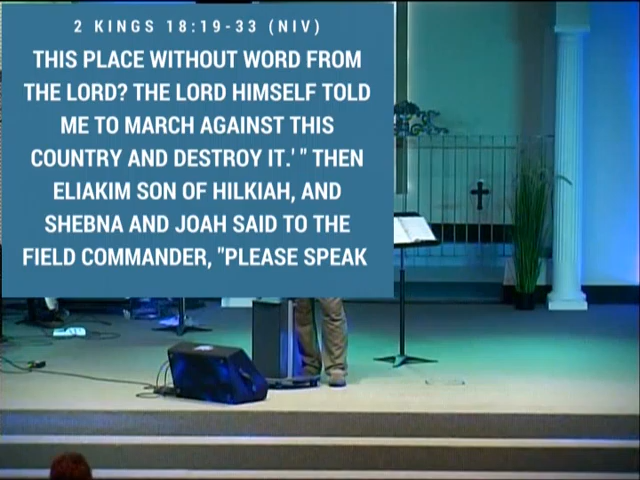 2 KINGS 18:19-33 (NIV)
THIS PLACE WITHOUT WORD FROM
THE LORD? THE LORD HIMSELF TOLD
ME TO MARCH AGAINST THIS
COUNTRY AND DESTROY IT.' " THEN
ELIAKIM SON OF HILKIAH, AND
SHEBNA AND JOAH SAID TO THE
FIELD COMMANDER, "PLEASE SPEAK